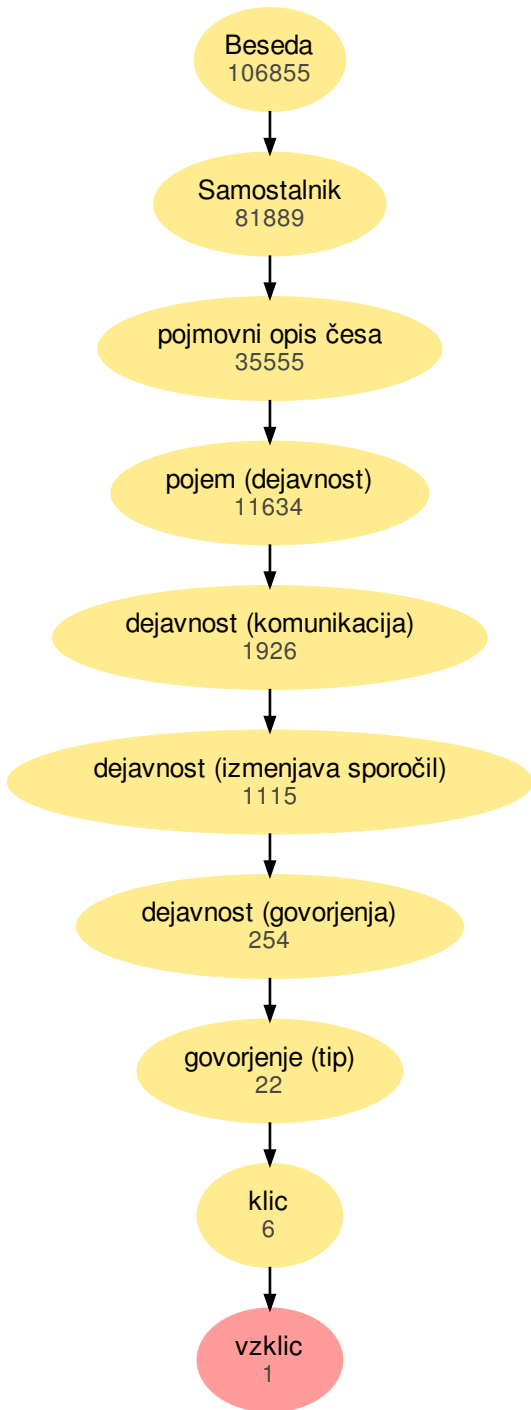 Beseda
106855
Samostalnik
81889
pojmovni opis česa
35555
pojem (dejavnost)
11634
dejavnost (komunikacija)
1926
dejavnost (izmenjava sporočil)
1115
dejavnost (govorjenja)
254
govorjenje (tip)
22
klic
6
vzklic
1